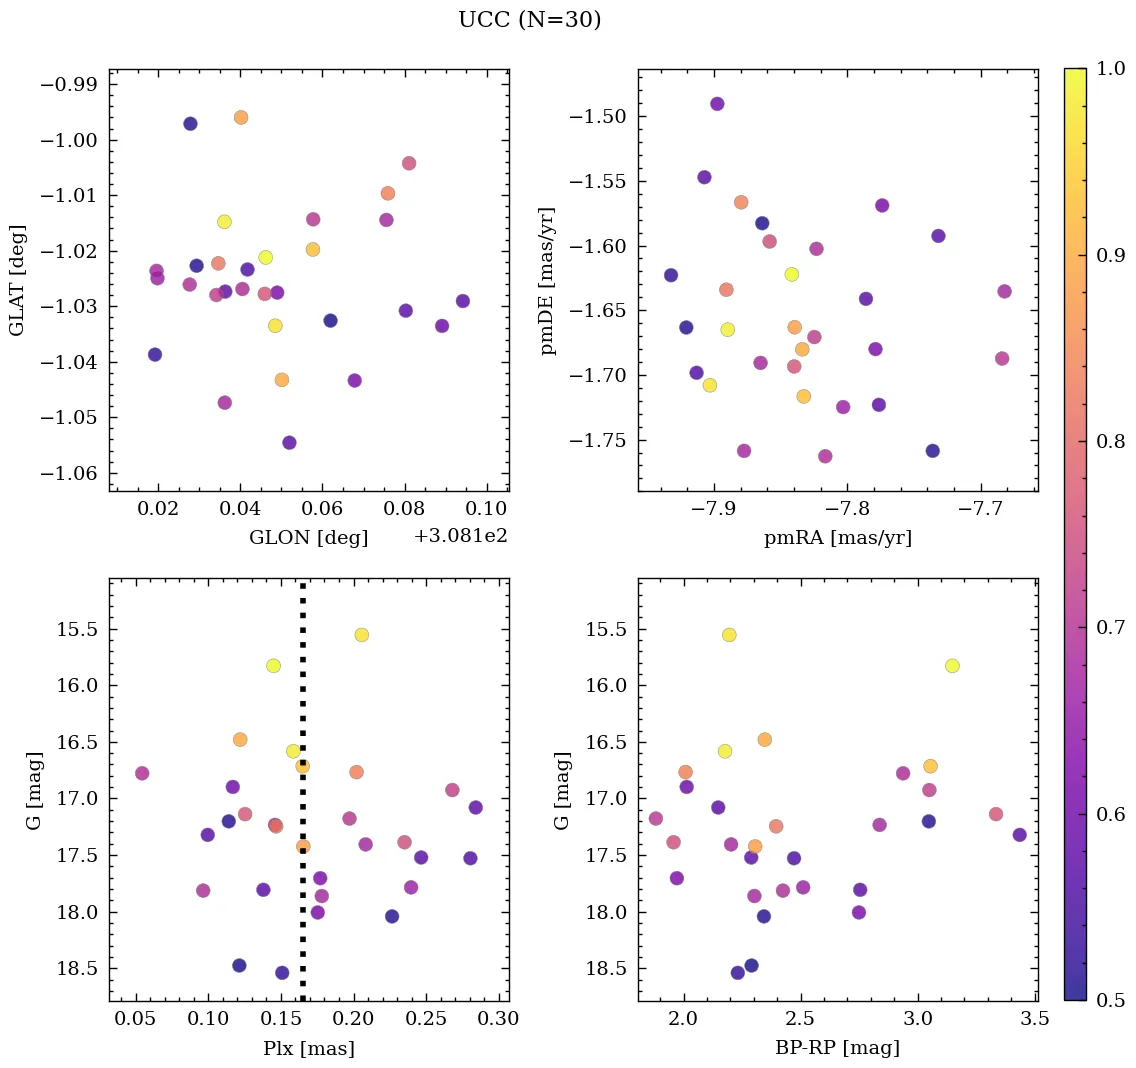 UCC (N=30)
−0.99
−1.00
−1.01
−1.02
−1.03
−1.04
−1.05
−1.06
GLAT [deg]
0.02 0.04 0.06 0.08 0.10
GLON [deg]
+3.081e2
−1.50
−1.55
−1.60
−1.65
−1.70
−1.75
pmDE [mas/yr]
−7.9 −7.8 −7.7
pmRA [mas/yr]
15.5
16.0
16.5
17.0
17.5
18.0
18.5
G [mag]
0.05 0.10 0.15 0.20 0.25 0.30
Plx [mas]
15.5
16.0
16.5
17.0
17.5
18.0
18.5
G [mag]
2.0 2.5 3.0 3.5
BP-RP [mag]
1.0
0.9
0.8
0.7
0.6
0.5